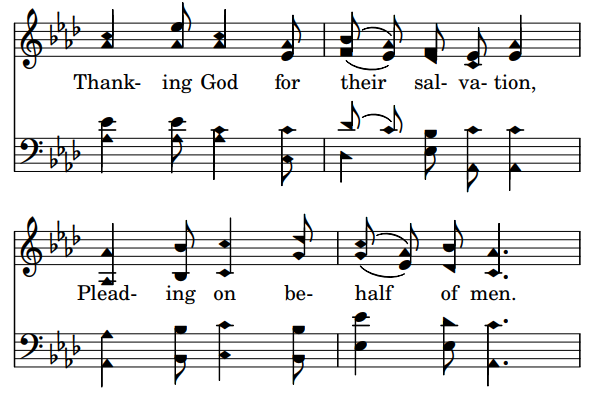 Thank- ing God for their sal- va- tion,
Plead- ing on be- half of men.